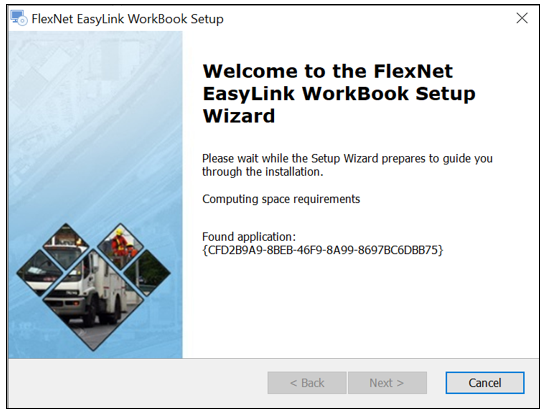 FlexNet EasyLink WorkBook Setup
Welcome to the FlexNet
EasyLink WorkBook Setup
Wizard
Please wait while the Setup Wizard prepares to guide you
through the installation.
Computing space requirements
Found application:
{CFD2B9A9-8BEB-46F9-8A99-8697BC6DBB75}
< Back Next > Cancel